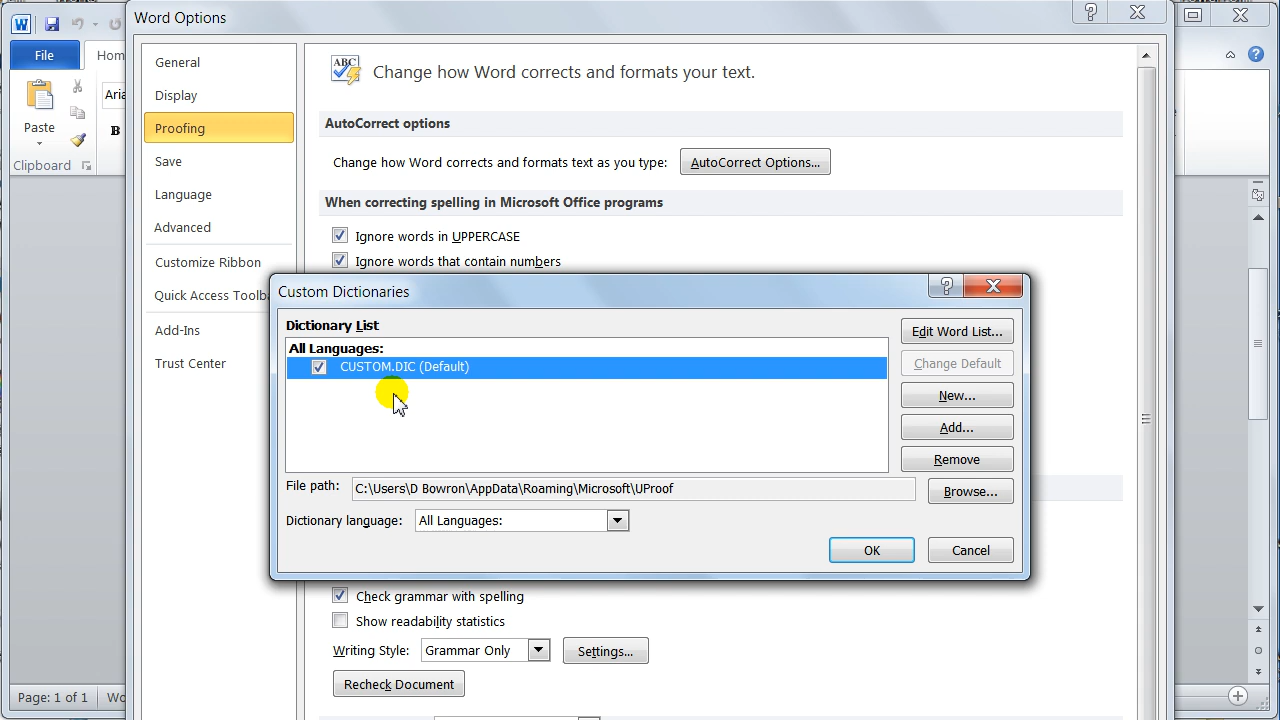 Word Options
File
Hom
General
ABC
Change how Word corrects and formats your text.
Display
Aria
Paste
B
Proofing
AutoCorrect options
Clipboard
Save
Change how Word corrects and formats text as you type:
AutoCorrect Options...
Language
When correcting spelling in Microsoft Office programs
Advanced
Ignore words in UPPERCASE
Customize Ribbon
Ignore words that contain numbers
Quick Access Toolba
Add-Ins
Trust Center
Custom Dictionaries
Dictionary List
All Languages:
CUSTOM.DIC (Default)
Edit Word List...
Change Default
New...
Add...
Remove
File path:
C:\Users\D Bowron\AppData\Roaming\Microsoft\UProof
Browse...
Dictionary language:
All Languages:
OK
Cancel
Check grammar with spelling
Show readability statistics
Writing Style:
Grammar Only
Settings...
Recheck Document
Page: 1 of 1
Wo